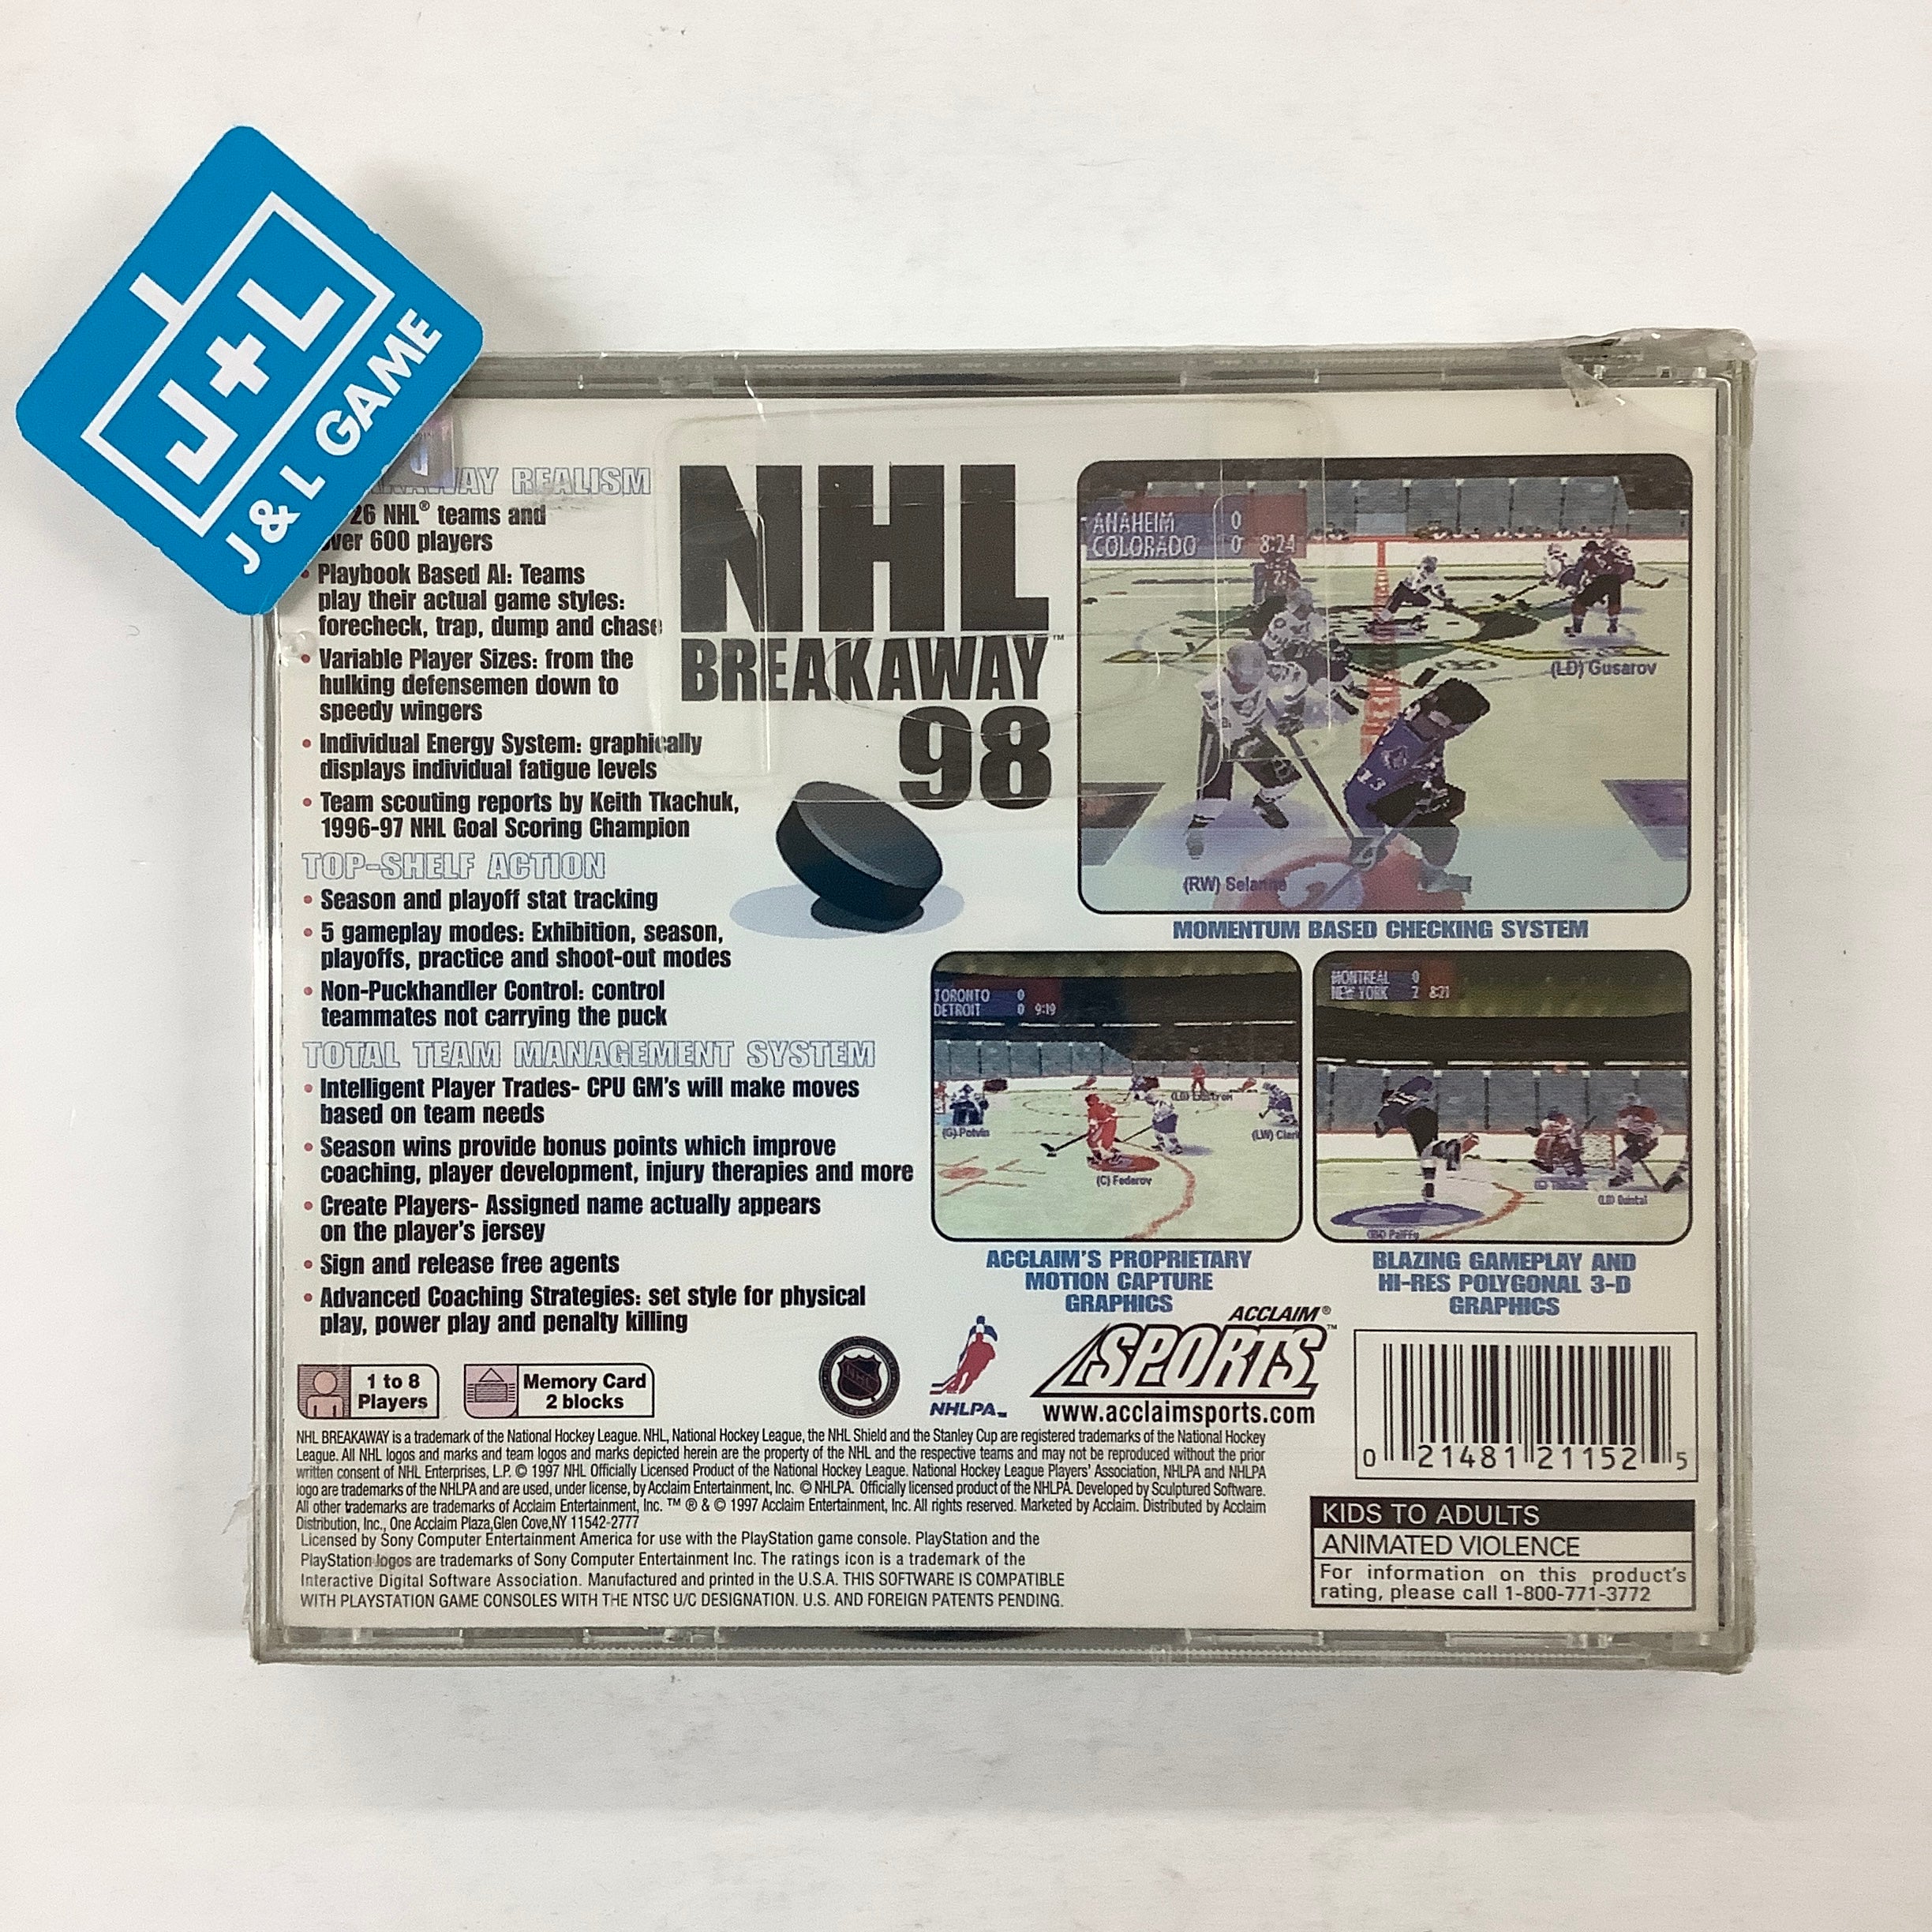 J+L
J & L GAME
REALISM
26 NHL® teams and
over 600 players
• Playbook Based AI: Teams
play their actual game styles:
forecheck, trap, dump and chase
• Variable Player Sizes: from the
hulking defensemen down to
speedy wingers
• Individual Energy System: graphically
displays individual fatigue levels
• Team scouting reports by Keith Tkachuk,
1996-97 NHL Goal Scoring Champion
TOP-SHELF ACTION
• Season and playoff stat tracking
• 5 gameplay modes: Exhibition, season,
playoffs, practice and shoot-out modes
• Non-Puckhandler Control: control
teammates not carrying the puck
TOTAL TEAM MANAGEMENT SYSTEM
• Intelligent Player Trades- CPU GM's will make moves
based on team needs
• Season wins provide bonus points which improve
coaching, player development, injury therapies and more
• Create Players- Assigned name actually appears
on the player's jersey
• Sign and release free agents
• Advanced Coaching Strategies: set style for physical
play, power play and penalty killing
NHL
BREAKAWAY™
98
ANAHEIM 0
COLORADO 0 8:24
(LD) Gusarov
13
(RW) Selanne
MOMENTUM BASED CHECKING SYSTEM
TORONTO 0
DETROIT 0 9:19
(G) Potvin
(LW) Clark
(C) Federov
ACCLAIM'S PROPRIETARY
MOTION CAPTURE
GRAPHICS
MONTREAL 0
NEW YORK 2 8:21
(LD) Quintal
Palffy
BLAZING GAMEPLAY AND
HI-RES POLYGONAL 3-D
GRAPHICS
1 to 8
Players
Memory Card
2 blocks
NHL
NHLPA™
ACCLAIM®
SPORTS™
www.acclaimsports.com
0 21481 21152 5
NHL BREAKAWAY is a trademark of the National Hockey League. NHL, National Hockey League, the NHL Shield and the Stanley Cup are registered trademarks of the National Hockey
League. All NHL logos and marks and team logos and marks depicted herein are the property of the NHL and the respective teams and may not be reproduced without the prior
written consent of NHL Enterprises, L.P. © 1997 NHL Officially Licensed Product of the National Hockey League. National Hockey League Players' Association, NHLPA and NHLPA
logo are trademarks of the NHLPA and are used, under license, by Acclaim Entertainment, Inc. © NHLPA. Officially licensed product of the NHLPA. Developed by Sculptured Software.
All other trademarks are trademarks of Acclaim Entertainment, Inc. ™ ® & © 1997 Acclaim Entertainment, Inc. All rights reserved. Marketed by Acclaim. Distributed by Acclaim
Distribution, Inc., One Acclaim Plaza,Glen Cove,NY 11542-2777
Licensed by Sony Computer Entertainment America for use with the PlayStation game console. PlayStation and the
PlayStation logos are trademarks of Sony Computer Entertainment Inc. The ratings icon is a trademark of the
Interactive Digital Software Association. Manufactured and printed in the U.S.A. THIS SOFTWARE IS COMPATIBLE
WITH PLAYSTATION GAME CONSOLES WITH THE NTSC U/C DESIGNATION. U.S. AND FOREIGN PATENTS PENDING.
KIDS TO ADULTS
ANIMATED VIOLENCE
For information on this product's
rating, please call 1-800-771-3772